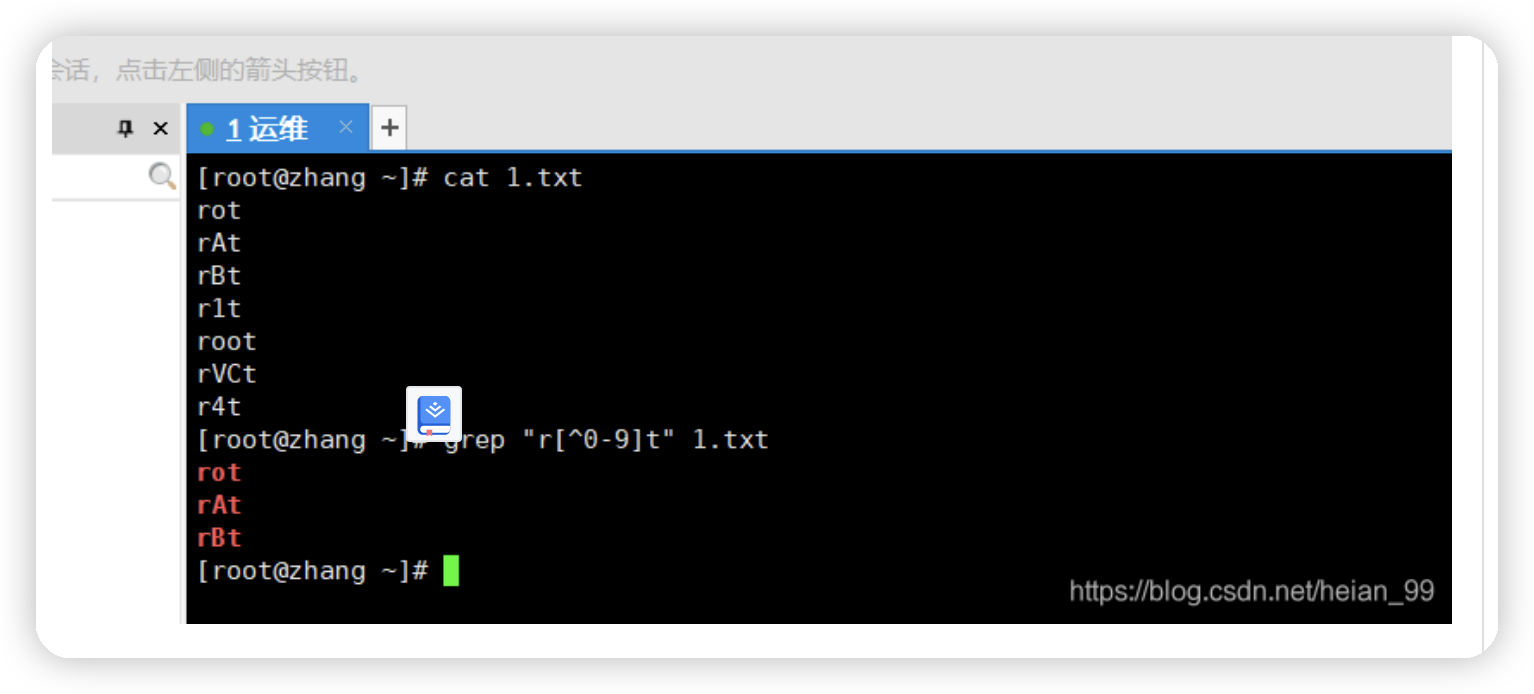 话，点击左侧的箭头按钮。
1 运维
[root@zhang ~]# cat 1.txt
rot
rAt
rBt
r1t
root
rVCt
r4t
[root@zhang ~]# grep "r[^0-9]t" 1.txt
rot
rAt
rBt
[root@zhang ~]#
https://blog.csdn.net/heian_99